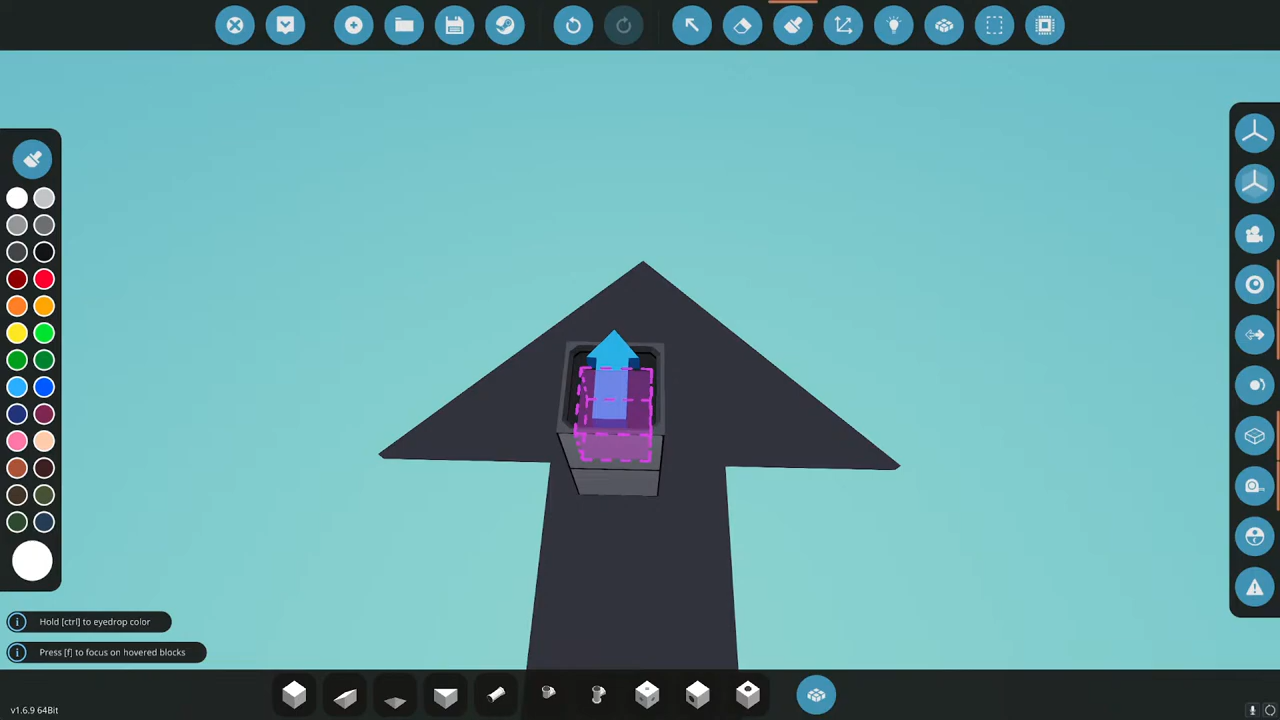 Hold [ctrl] to eyedrop color
Press [f] to focus on hovered blocks
v1.6.9 64Bit